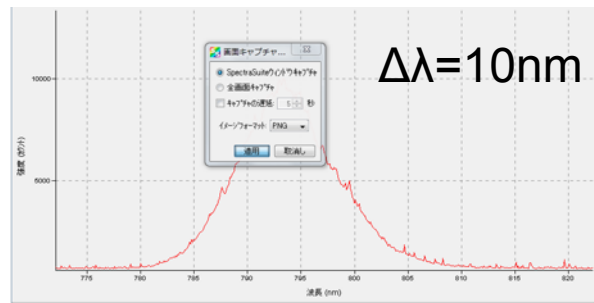 画面キャプチャ...
Δλ=10nm
SpectraSuiteウィンドウキャプチャ
全画面キャプチャ
キャプチャの遅延: 5 秒
イメージフォーマット: PNG
適用 取消し
10000
5000
強度 (カウント)
775 780 785 790 795 800 805 810 815 820
波長 (nm)